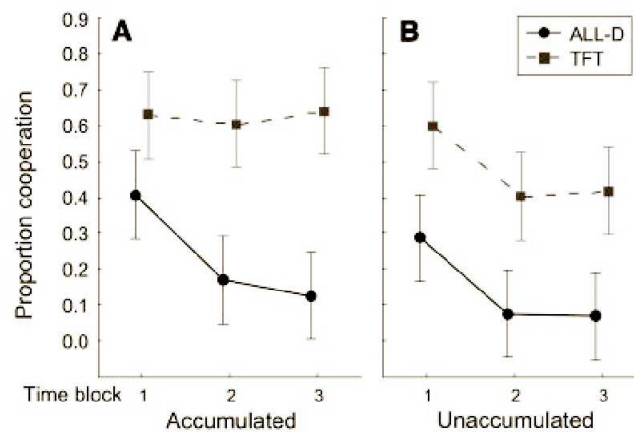 A
B
ALL-D
TFT
Proportion cooperation
0.9
0.8
0.7
0.6
0.5
0.4
0.3
0.2
0.1
0.0
Time block 1 2 3 1 2 3
Accumulated Unaccumulated